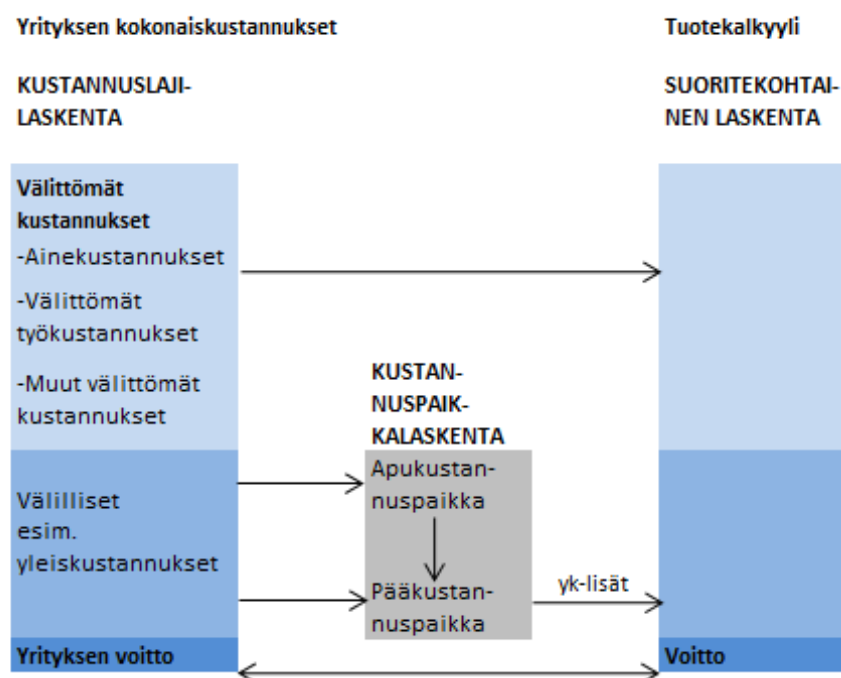 Yrityksen kokonaiskustannukset
Tuotekalkyyli
KUSTANNUSLAJI-
LASKENTA
SUORITEKOHTAI-
NEN LASKENTA
Välittömät
kustannukset
-Ainekustannukset
-Välittömät
työkustannukset
-Muut välittömät
kustannukset
KUSTAN-
NUSPAIK-
KALASKENTA
Välilliset
esim.
yleiskustannukset
Apukustan-
nuspaikka
Pääkustan-
nuspaikka
yk-lisät
Yrityksen voitto
Voitto